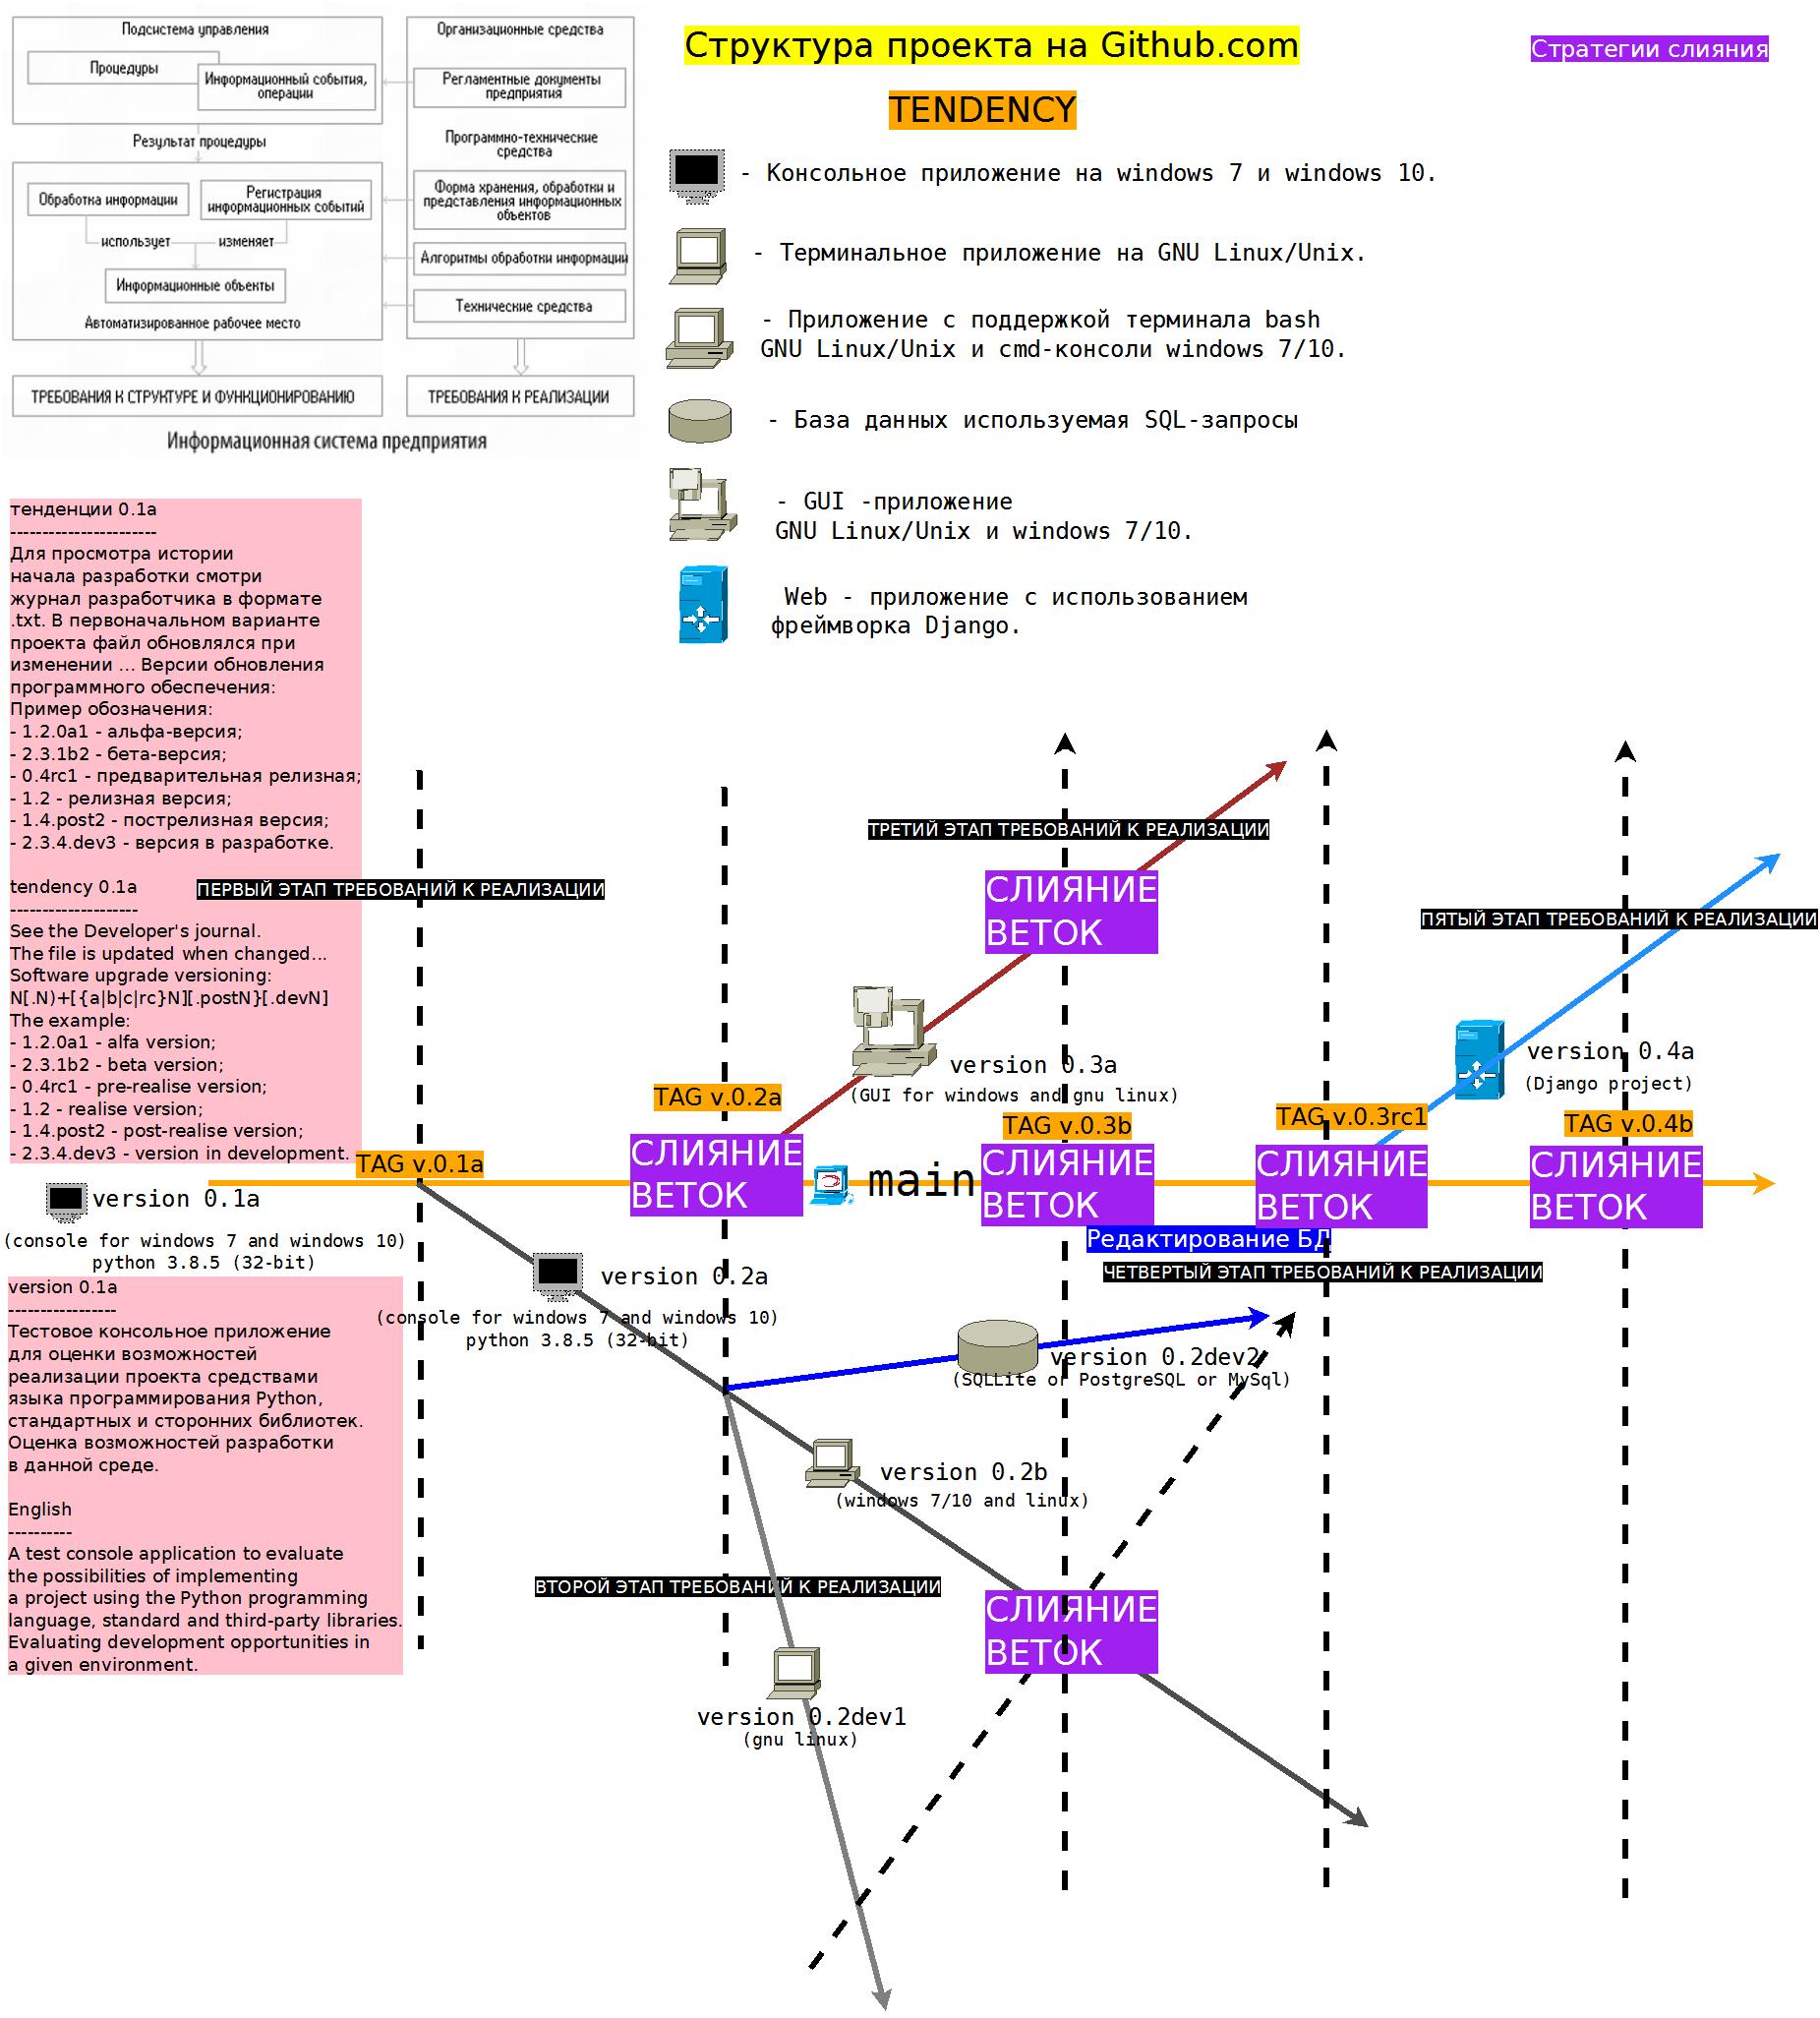 Подсистема управления
Процедуры
Информационный события,
операции
Результат процедуры
Обработка информации
Регистрация
информационных событий
использует
изменяет
Информационные объекты
Автоматизированное рабочее место
ТРЕБОВАНИЯ К СТРУКТУРЕ И ФУНКЦИОНИРОВАНИЮ
Организационные средства
Регламентные документы
предприятия
Программно-технические
средства
Форма хранения, обработки и
представления информационных
объектов
Алгоритмы обработки информации
Технические средства
ТРЕБОВАНИЯ К РЕАЛИЗАЦИИ
Информационная система предприятия
Структура проекта на Github.com
Стратегии слияния
TENDENCY
- Консольное приложение на windows 7 и windows 10.
- Терминальное приложение на GNU Linux/Unix.
- Приложение с поддержкой терминала bash
GNU Linux/Unix и cmd-консоли windows 7/10.
- База данных используемая SQL-запросы
- GUI -приложение
GNU Linux/Unix и windows 7/10.
Web - приложение с использованием
фреймворка Django.
тенденции 0.1a
-----------------------
Для просмотра истории
начала разработки смотри
журнал разработчика в формате
.txt. В первоначальном варианте
проекта файл обновлялся при
изменении ... Версии обновления
программного обеспечения:
Пример обозначения:
- 1.2.0a1 - альфа-версия;
- 2.3.1b2 - бета-версия;
- 0.4rc1 - предварительная релизная;
- 1.2 - релизная версия;
- 1.4.post2 - пострелизная версия;
- 2.3.4.dev3 - версия в разработке.
tendency 0.1a
--------------------
See the Developer's journal.
The file is updated when changed...
Software upgrade versioning:
N[.N)+[{a|b|c|rc}N][.postN}[.devN]
The example:
- 1.2.0a1 - alfa version;
- 2.3.1b2 - beta version;
- 0.4rc1 - pre-realise version;
- 1.2 - realise version;
- 1.4.post2 - post-realise version;
- 2.3.4.dev3 - version in development.
ПЕРВЫЙ ЭТАП ТРЕБОВАНИЙ К РЕАЛИЗАЦИИ
ТРЕТИЙ ЭТАП ТРЕБОВАНИЙ К РЕАЛИЗАЦИИ
СЛИЯНИЕ
ВЕТОК
ПЯТЫЙ ЭТАП ТРЕБОВАНИЙ К РЕАЛИЗАЦИИ
version 0.3a
(GUI for windows and gnu linux)
version 0.4a
(Django project)
TAG v.0.1a
TAG v.0.2a
TAG v.0.3b
TAG v.0.3rc1
TAG v.0.4b
СЛИЯНИЕ
ВЕТОК
main
СЛИЯНИЕ
ВЕТОК
СЛИЯНИЕ
ВЕТОК
СЛИЯНИЕ
ВЕТОК
version 0.1a
(console for windows 7 and windows 10)
python 3.8.5 (32-bit)
Редактирование БД
ЧЕТВЕРТЫЙ ЭТАП ТРЕБОВАНИЙ К РЕАЛИЗАЦИИ
version 0.2a
(console for windows 7 and windows 10)
python 3.8.5 (32-bit)
version 0.2dev2
(SQLLite or PostgreSQL or MySql)
version 0.1a
-----------------
Тестовое консольное приложение
для оценки возможностей
реализации проекта средствами
языка программирования Python,
стандартных и сторонних библиотек.
Оценка возможностей разработки
в данной среде.
English
----------
A test console application to evaluate
the possibilities of implementing
a project using the Python programming
language, standard and third-party libraries.
Evaluating development opportunities in
a given environment.
version 0.2b
(windows 7/10 and linux)
ВТОРОЙ ЭТАП ТРЕБОВАНИЙ К РЕАЛИЗАЦИИ
СЛИЯНИЕ
ВЕТОК
version 0.2dev1
(gnu linux)